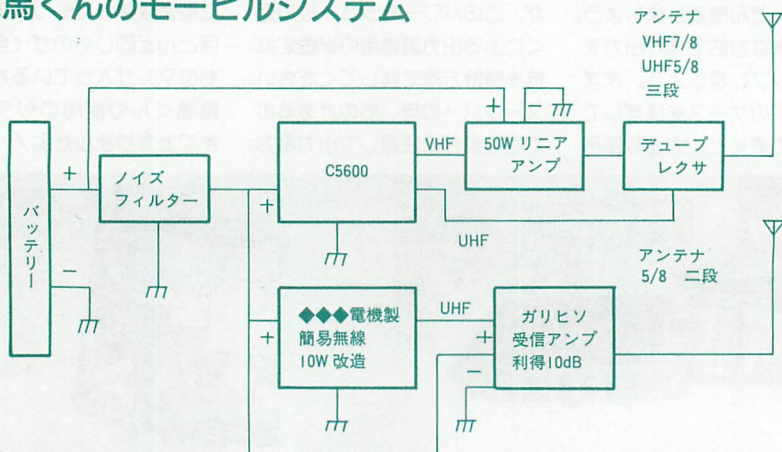 馬くんのモービルシステム
アンテナ
VHF7/8
UHF5/8
三段
+
−
バッテリー
+
−
ノイズ
フィルター
C5600
+
VHF
50W リニア
アンプ
デュープ
レクサ
UHF
アンテナ
5/8 二段
◆◆◆電機製
簡易無線
10W 改造
+
UHF
ガリヒソ
受信アンプ
利得10dB
+
−